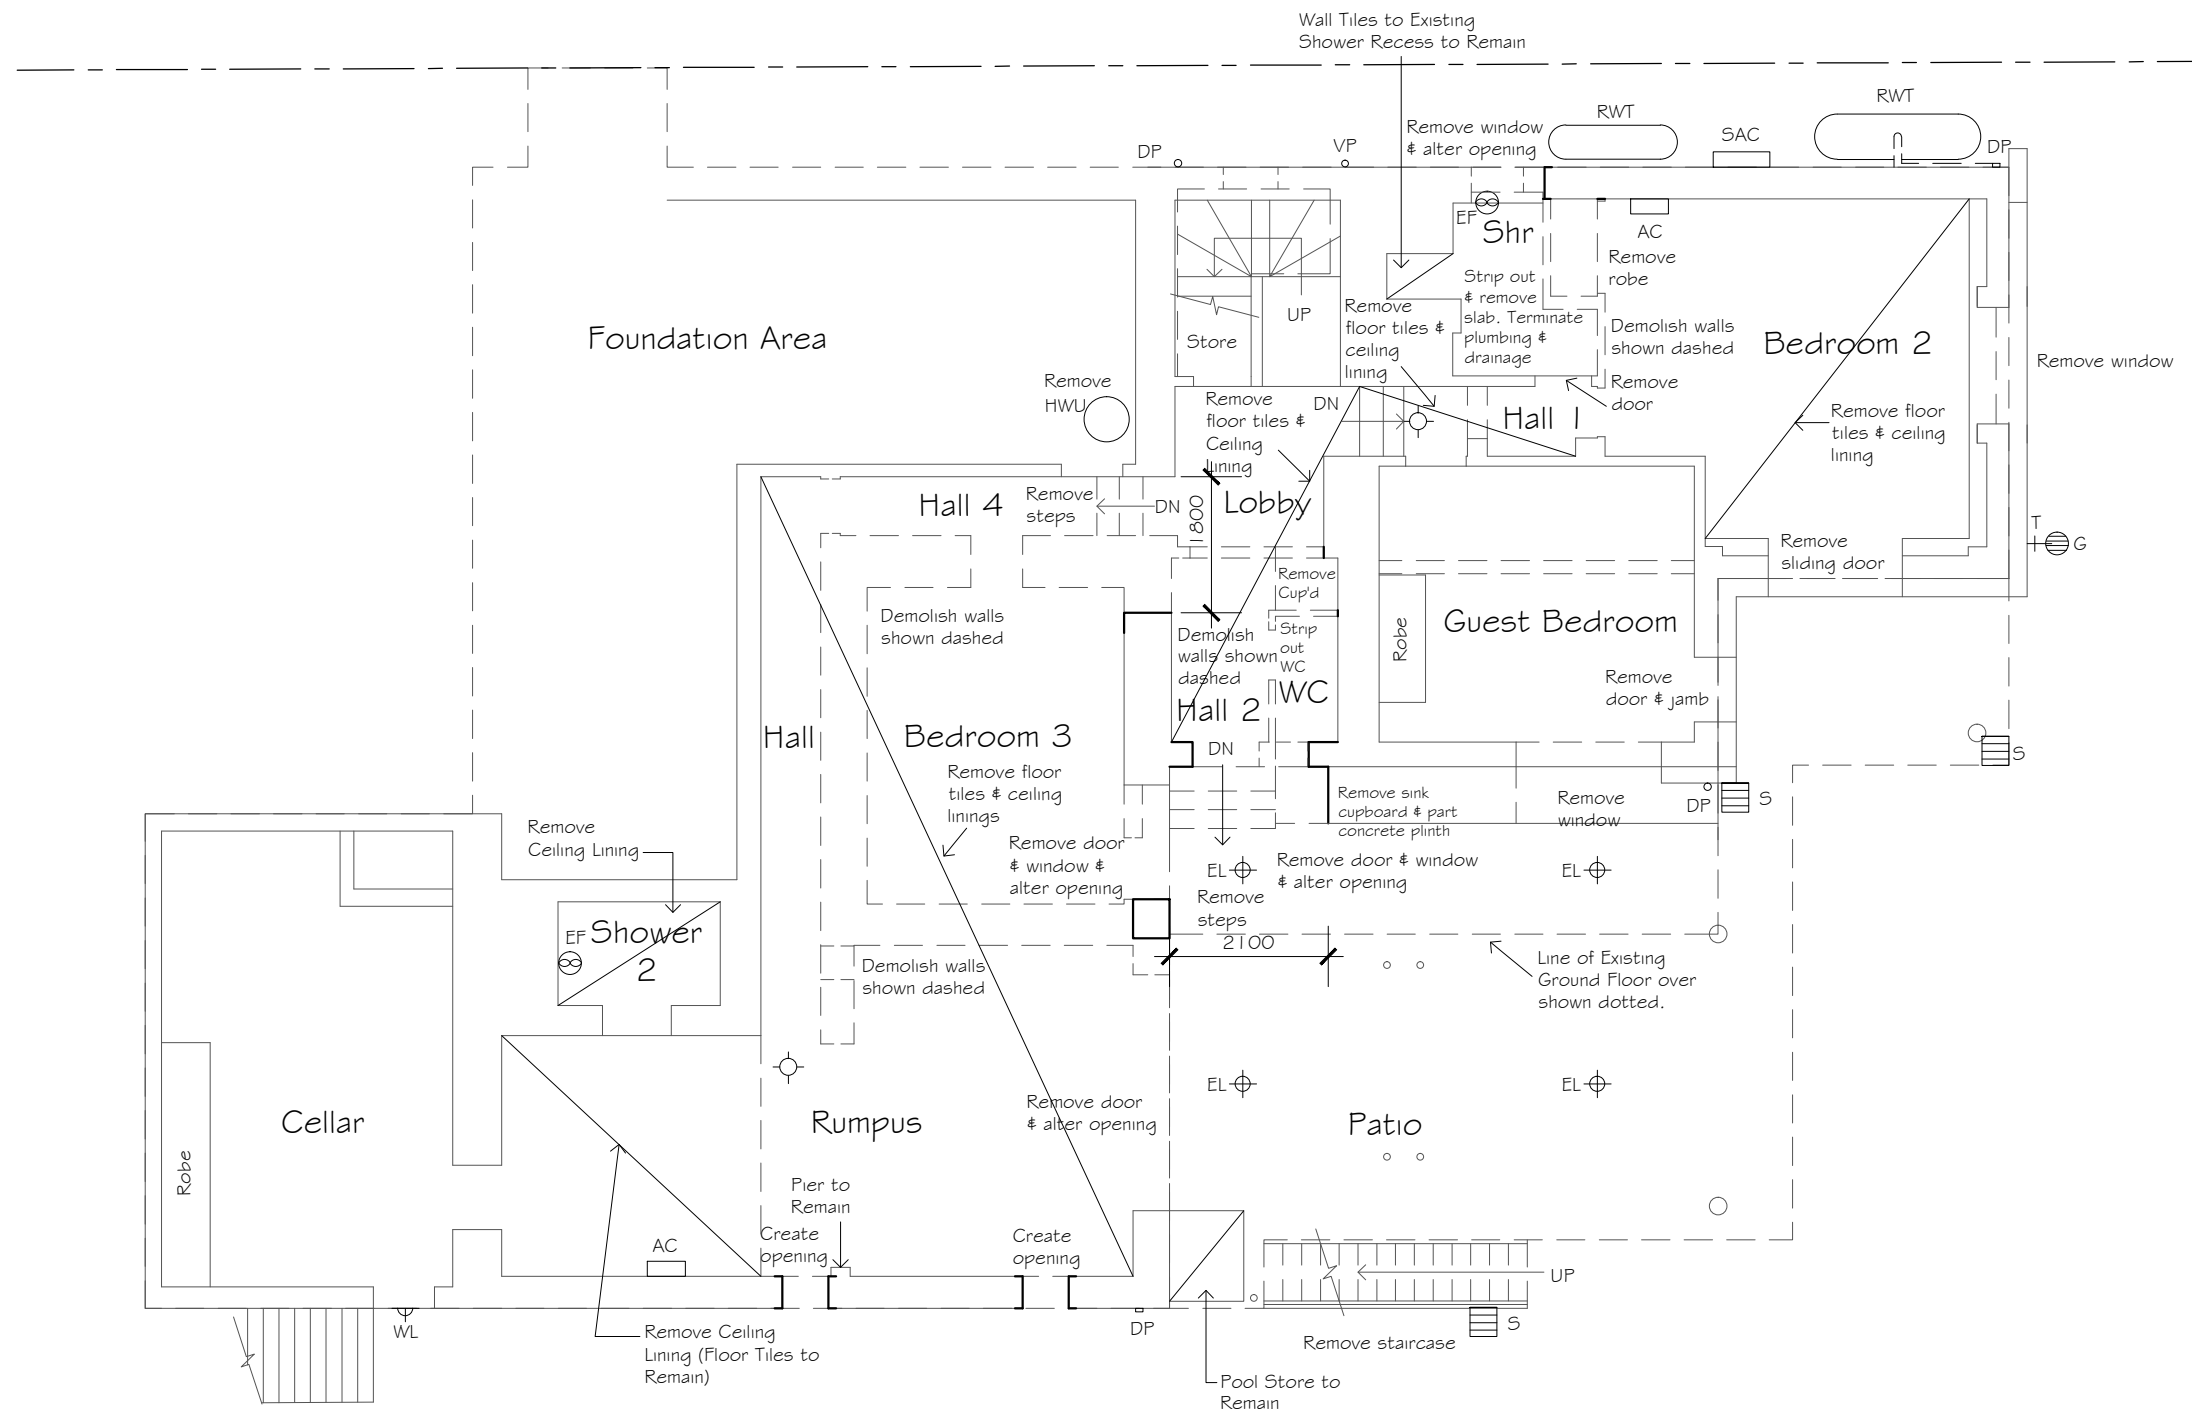 Wall Tiles to Existing
Shower Recess to Remain
RWT
RWT
Remove window
& alter opening
SAC
DP
VP
DP
EF
Shr
AC
Remove
robe
Strip out
& remove
slab. Terminate
plumbing &
drainage
Remove
floor tiles &
ceiling
lining
UP
Store
Demolish walls
shown dashed
Foundation Area
Bedroom 2
Remove window
Remove
HWU
Remove
door
Remove
floor tiles &
Ceiling
lining
DN
Hall 1
Remove floor
tiles & ceiling
lining
Hall 4
Remove
steps
DN
1800
Lobby
T
G
Remove
sliding door
Remove
Cup'd
Demolish walls
shown dashed
Demolish
walls shown
dashed
Strip
out
WC
WC
Robe
Guest Bedroom
Remove
door & jamb
Hall 2
Hall
Bedroom 3
DN
S
Remove floor
tiles & ceiling
linings
Remove sink
cupboard & part
concrete plinth
Remove
window
DP
S
Remove
Ceiling Lining
Remove door
& window &
alter opening
EL
Remove door & window
& alter opening
EL
Remove
steps
2100
EF
Shower
2
Demolish walls
shown dashed
Line of Existing
Ground Floor over
shown dotted.
EL
EL
Cellar
Rumpus
Remove door
& alter opening
Patio
Robe
Pier to
Remain
Create
opening
Create
opening
AC
UP
WL
DP
S
Remove Ceiling
Lining (Floor Tiles to
Remain)
Remove staircase
Pool Store to
Remain